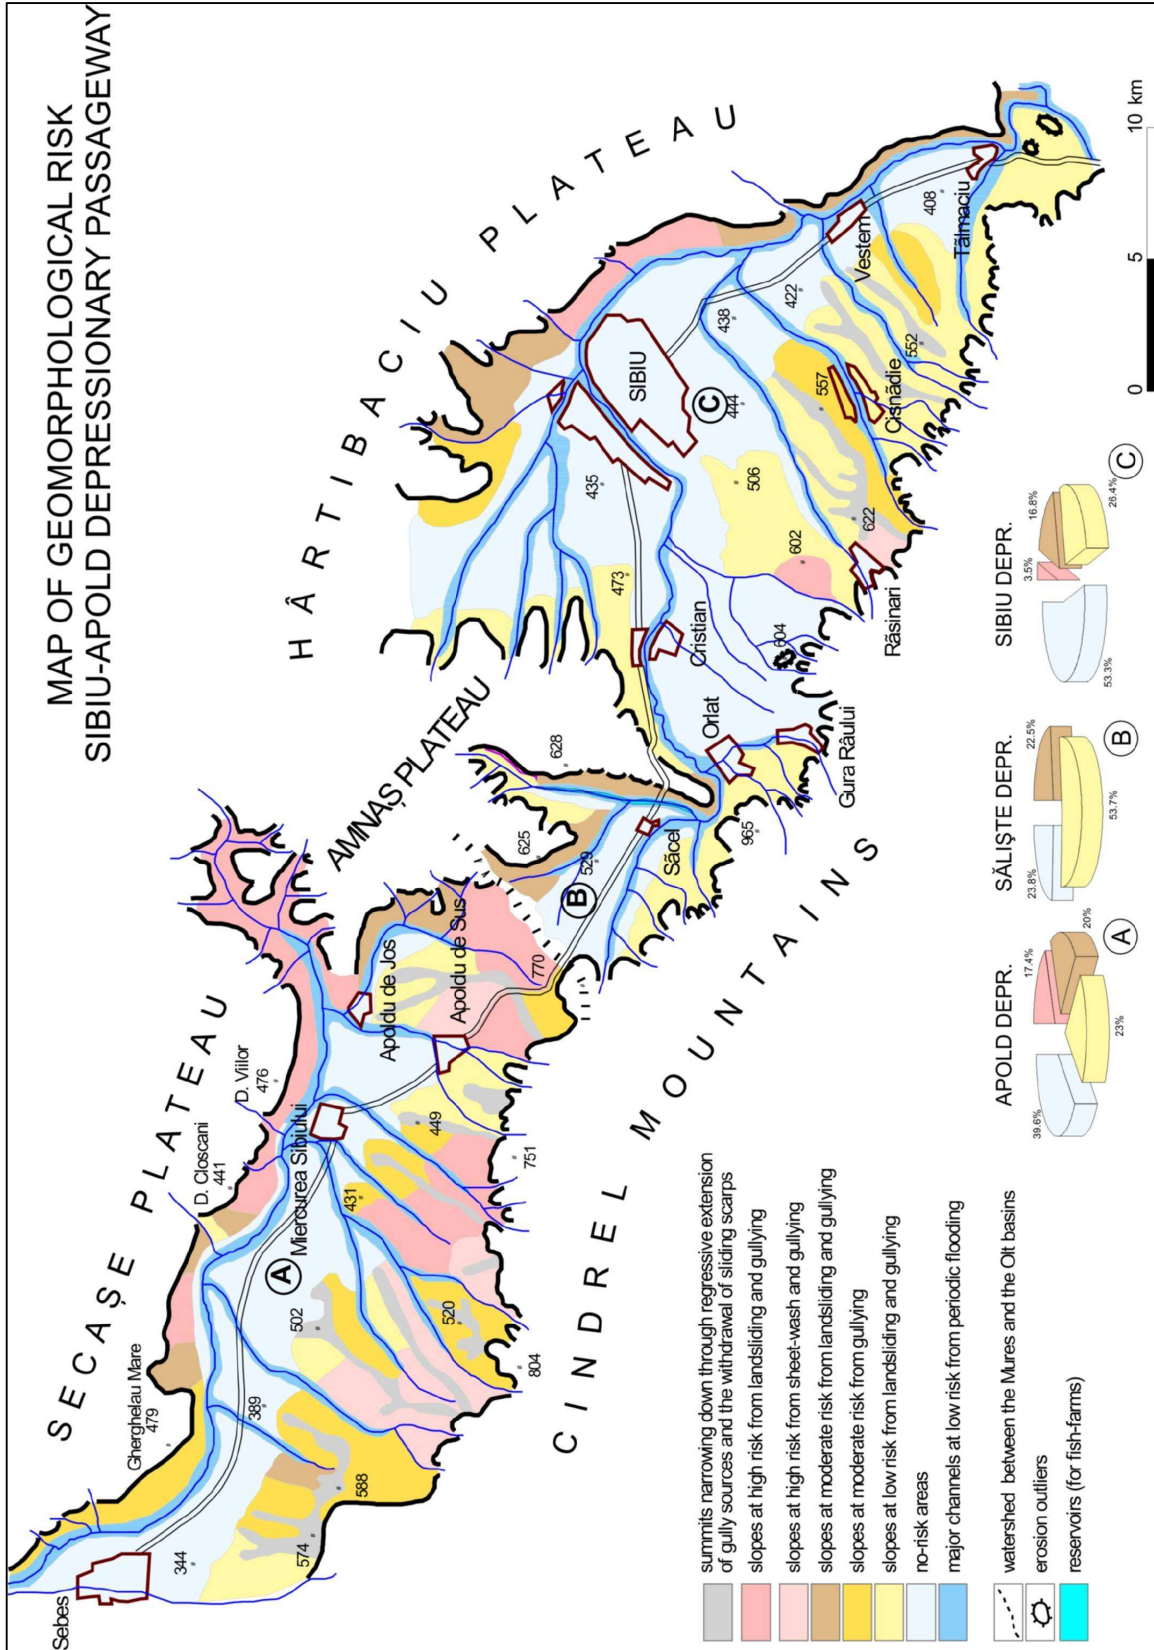 MAP OF GEOMORPHOLOGICAL RISK
SIBIU-APOLD DEPRESSIONARY PASSAGEWAY
SECAŞE PLATEAU
AMNAŞ PLATEAU
HÂRTIBACIU PLATEAU
CINDREL MOUNTAINS
Sebes
344
Gherghelau Mare
479
D. Closcani
441
D. Viilor
476
389
574
588
502
A
Miercurea Sibiului
431
449
520
804
751
Apoldu de Jos
Apoldu de Sus
770
625
628
B
529
Săcel
965
Orlat
Gura Râului
Cristian
473
604
435
SIBIU
C
444
506
602
622
Răsinari
438
422
557
Cisnădie
552
Vestem
408
Tălmaciu
summits narrowing down through regressive extension
of gully sources and the withdrawal of sliding scarps
slopes at high risk from landsliding and gullying
slopes at high risk from sheet-wash and gullying
slopes at moderate risk from landsliding and gullying
slopes at moderate risk from gullying
slopes at low risk from landsliding and gullying
no-risk areas
major channels at low risk from periodic flooding
watershed between the Mures and the Olt basins
erosion outliers
reservoirs (for fish-farms)
APOLD DEPR.
39.6%
17.4%
20%
23%
A
SĂLIŞTE DEPR.
23.8%
22.5%
53.7%
B
SIBIU DEPR.
3.5%
16.8%
53.3%
26.4%
C
0 5 10 km